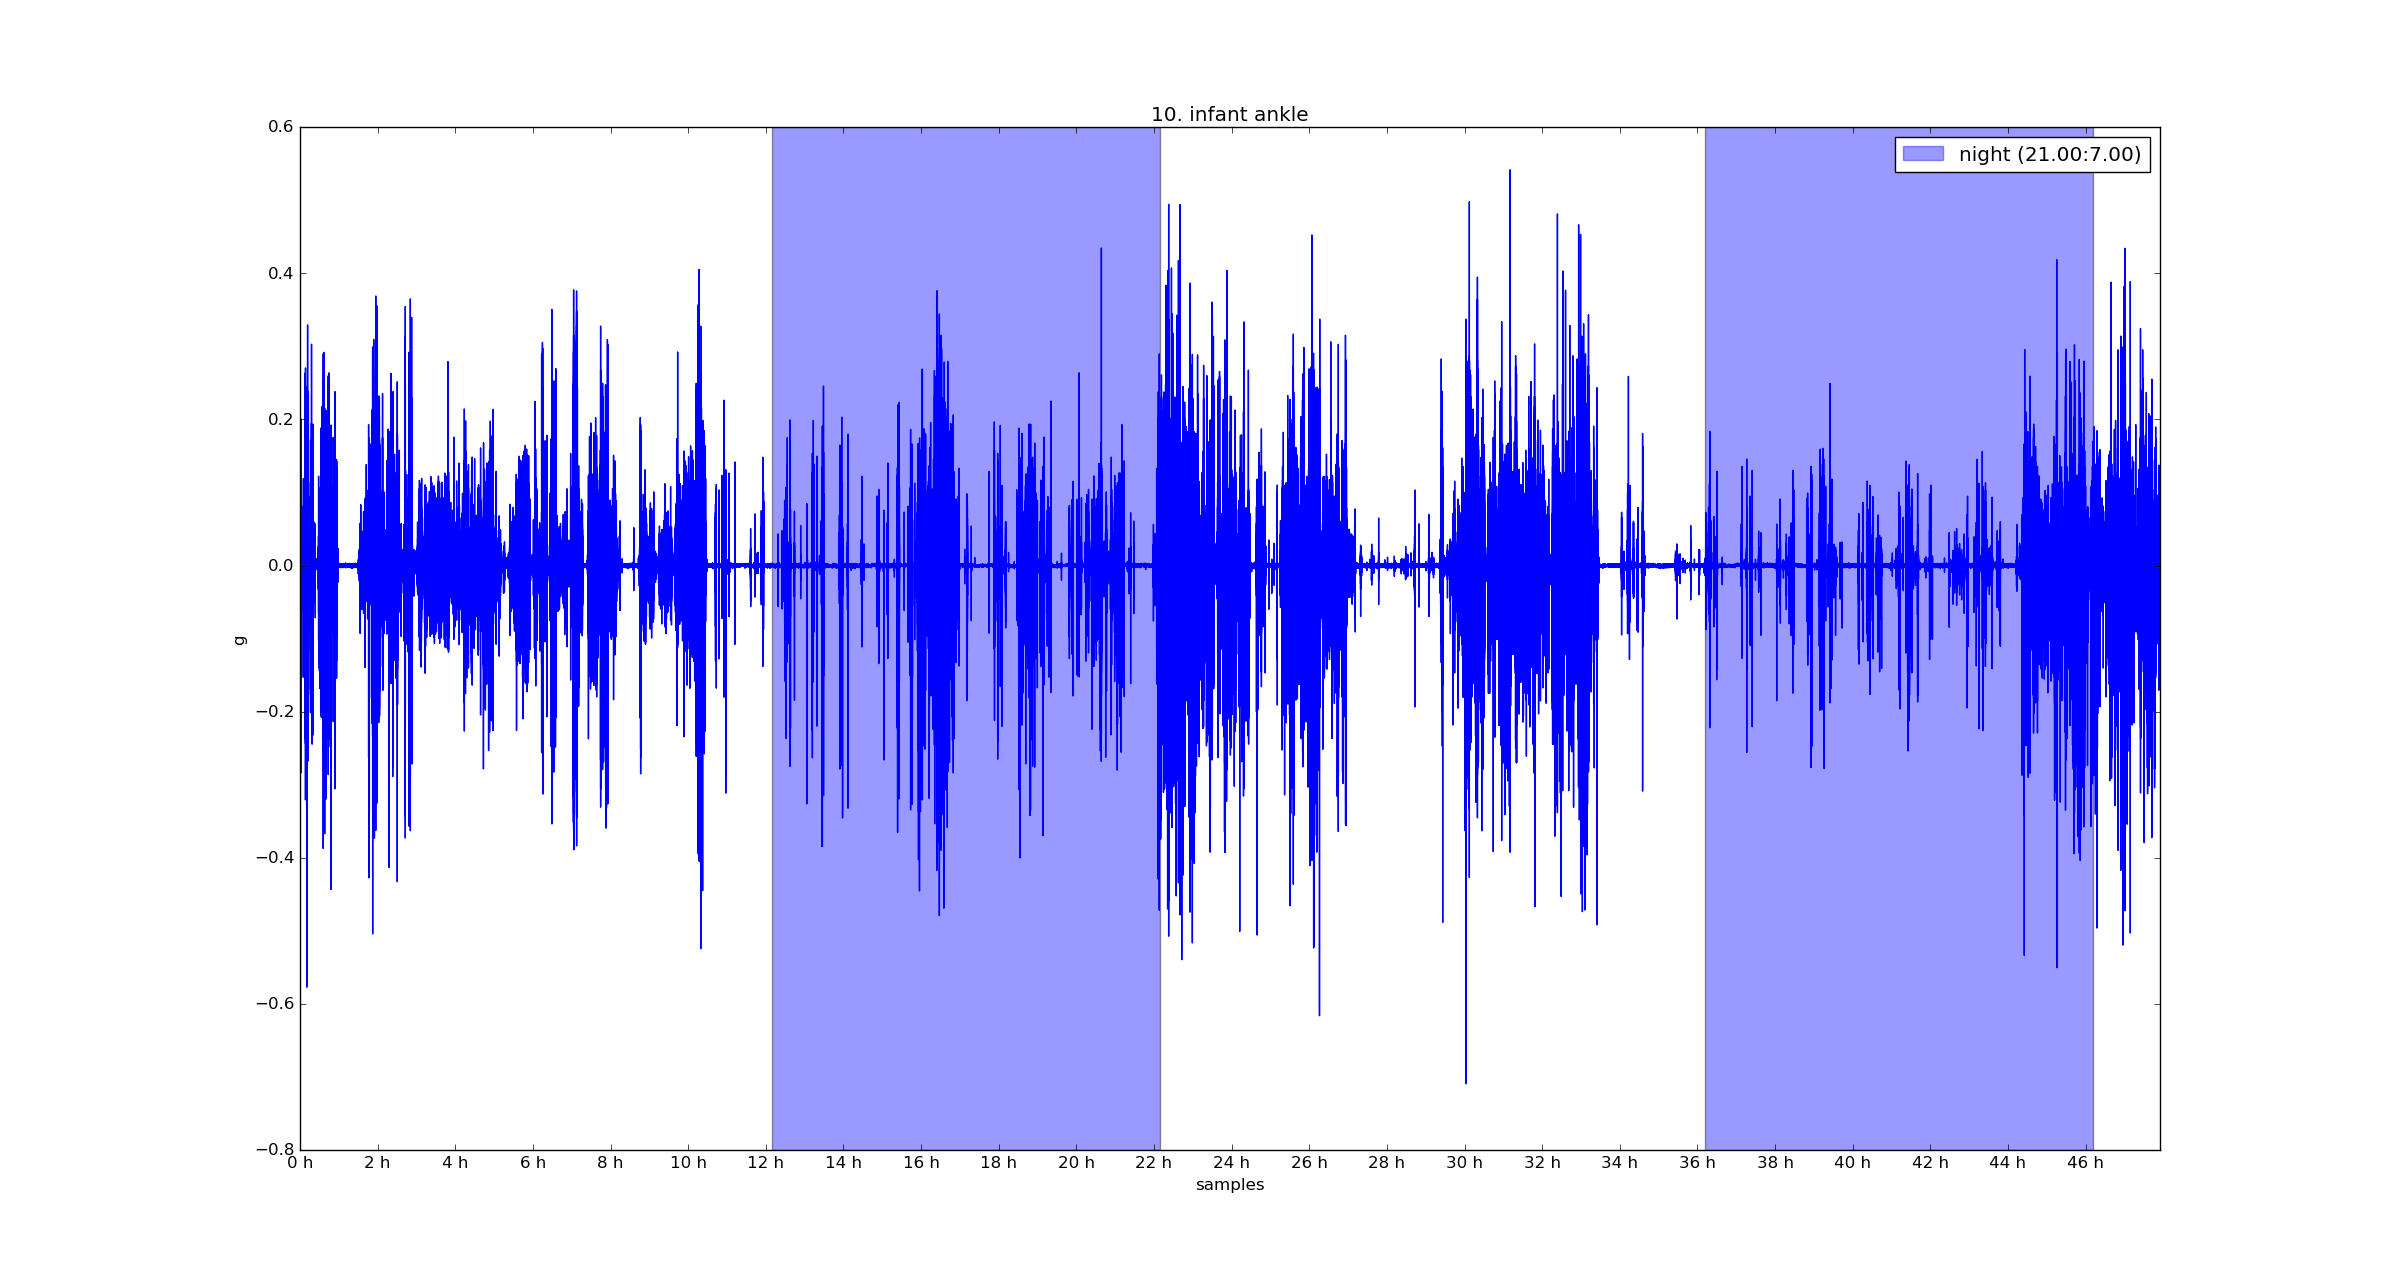 10. infant ankle
night (21.00:7.00)
0.6
0.4
0.2
0.0
−0.2
−0.4
−0.6
−0.8
g
0 h 2 h 4 h 6 h 8 h 10 h 12 h 14 h 16 h 18 h 20 h 22 h 24 h 26 h 28 h 30 h 32 h 34 h 36 h 38 h 40 h 42 h 44 h 46 h
samples